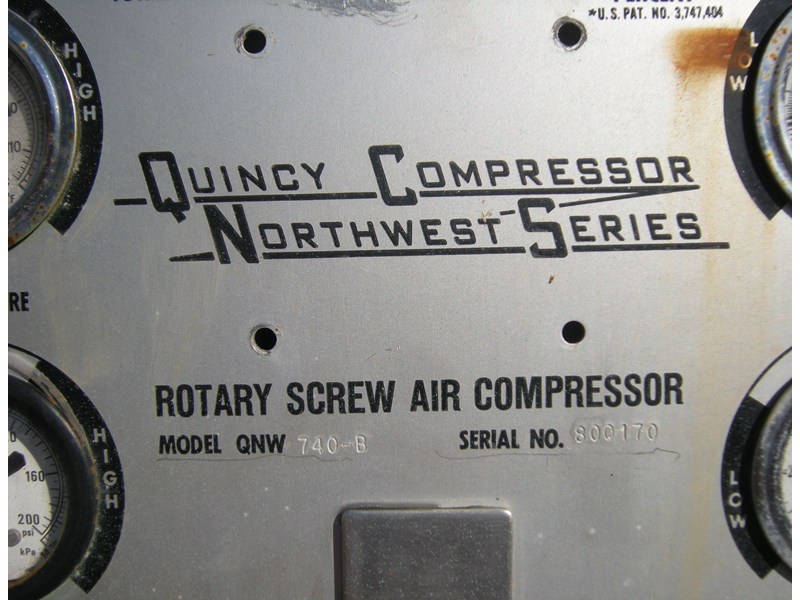 *U.S. PAT. NO. 3,747,404
HIGH
LOW
QUINCY COMPRESSOR
NORTHWEST SERIES
RE
ROTARY SCREW AIR COMPRESSOR
MODEL QNW 740-B SERIAL NO. 800170
HIGH
LOW
160
200
psi
kPa